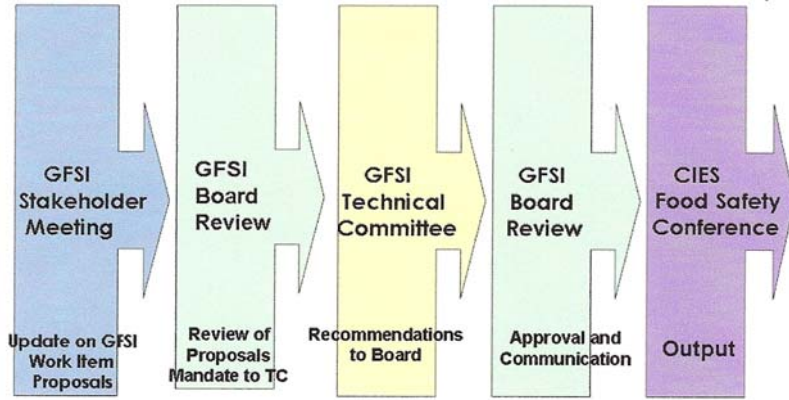 GFSI
Stakeholder
Meeting
Update on GFSI
Work Item
Proposals
GFSI
Board
Review
Review of
Proposals
Mandate to TC
GFSI
Technical
Committee
Recommendations
to Board
GFSI
Board
Review
Approval and
Communication
CIES
Food Safety
Conference
Output